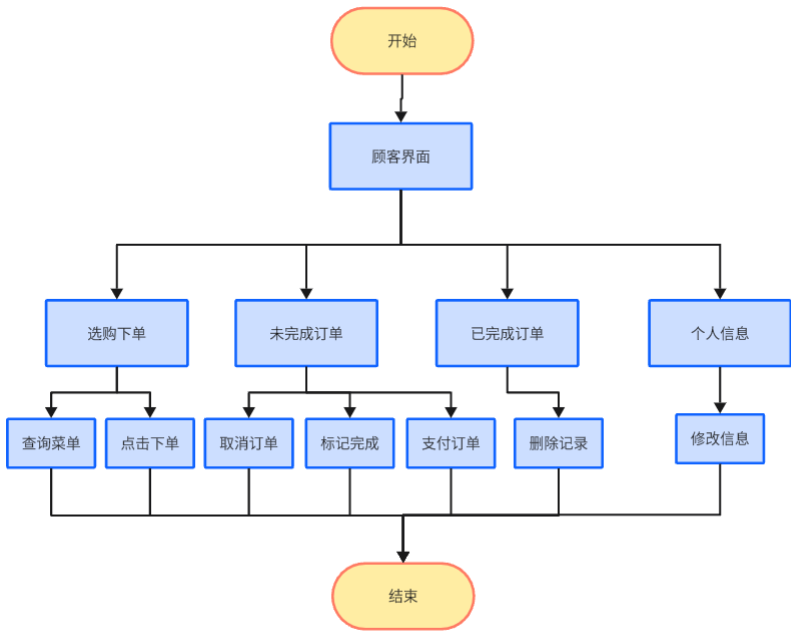 开始
顾客界面
选购下单
未完成订单
已完成订单
个人信息
查询菜单
点击下单
取消订单
标记完成
支付订单
删除记录
修改信息
结束